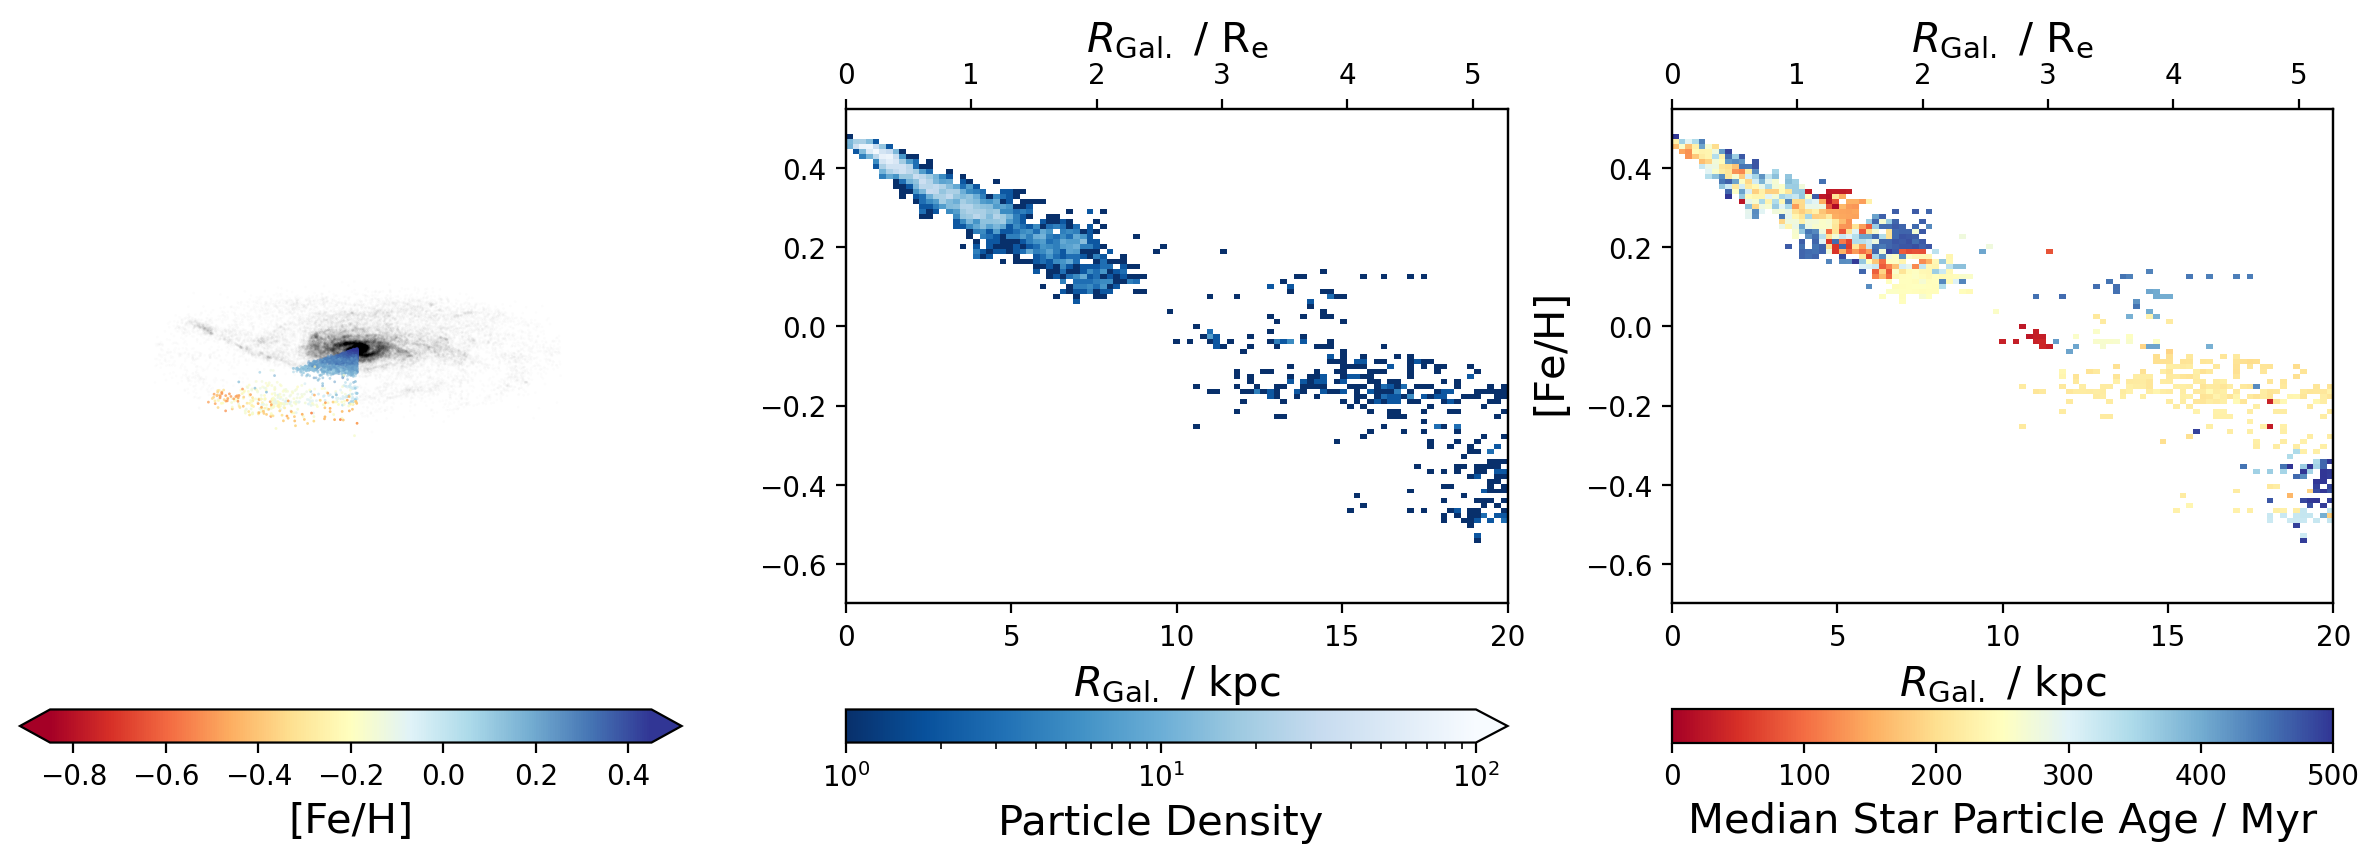 R_Gal. / R_e
0 1 2 3 4 5
0.4
0.2
0.0
−0.2
−0.4
−0.6
0 5 10 15 20
R_Gal. / kpc
10^0 10^1 10^2
Particle Density
R_Gal. / R_e
0 1 2 3 4 5
[Fe/H]
0.4
0.2
0.0
−0.2
−0.4
−0.6
0 5 10 15 20
R_Gal. / kpc
0 100 200 300 400 500
Median Star Particle Age / Myr
−0.8 −0.6 −0.4 −0.2 0.0 0.2 0.4
[Fe/H]